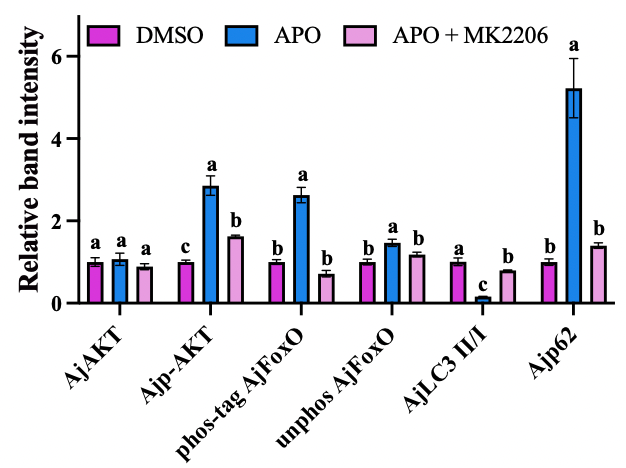 DMSO APO APO + MK2206
Relative band intensity
6
4
2
0
a a a
c a b
b a b
b a b
a c b
b a b
AjAKT
Ajp-AKT
phos-tag AjFoxO
unphos AjFoxO
AjLC3 II/I
Ajp62